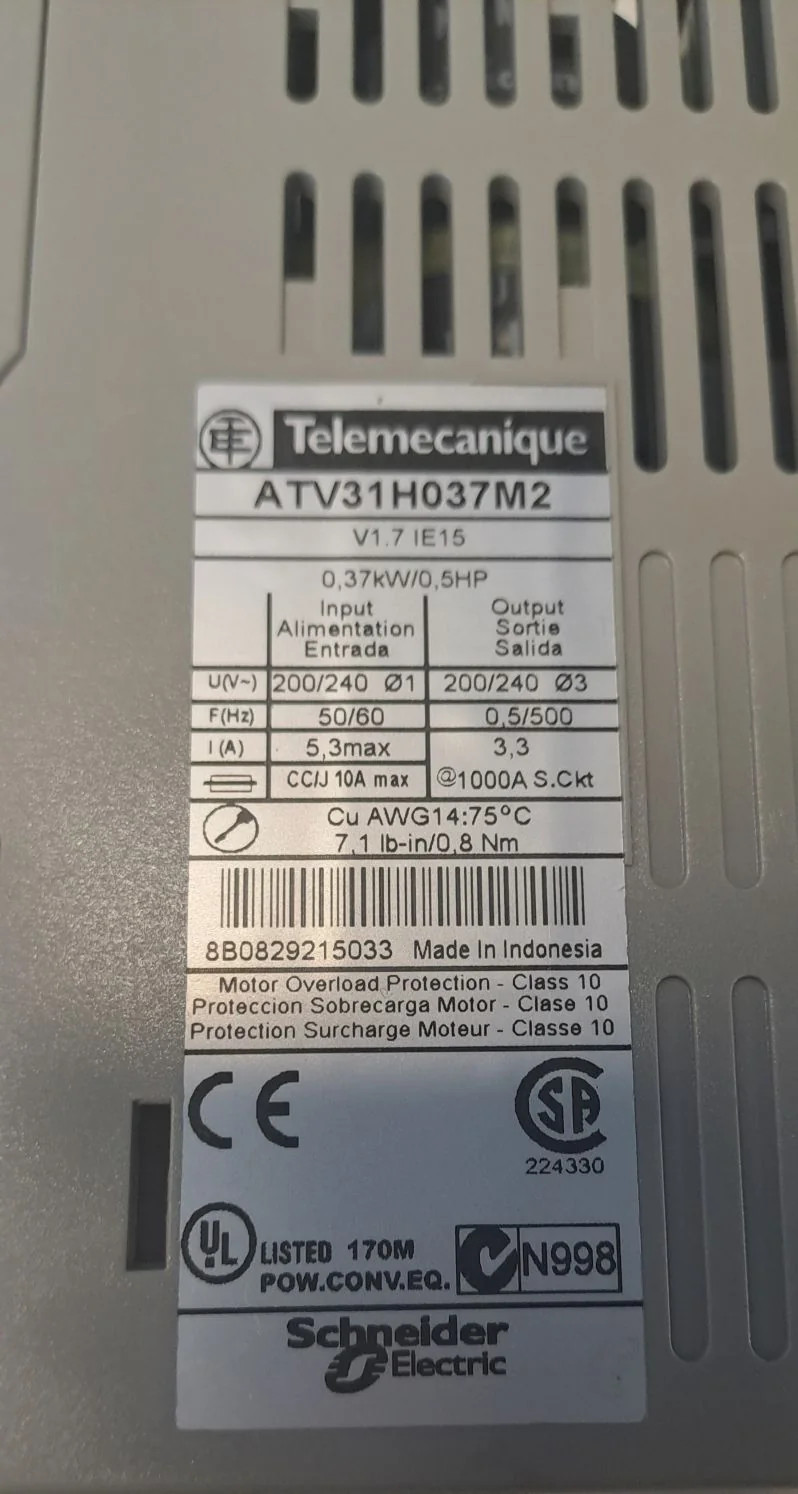 Telemecanique
ATV31H037M2
V1.7 IE15
0,37kW/0,5HP
Input Output
Alimentation Sortie
Entrada Salida
U(V~) 200/240 Ø1 200/240 Ø3
F(Hz) 50/60 0,5/500
I (A) 5,3max 3,3
CC/J 10A max @1000A S.Ckt
Cu AWG14:75°C
7,1 lb-in/0,8 Nm
8B0829215033 Made In Indonesia
Motor Overload Protection - Class 10
Proteccion Sobrecarga Motor - Clase 10
Protection Surcharge Moteur - Classe 10
CE SA
224330
UL LISTED 170M
POW.CONV.EQ. N998
Schneider
Electric